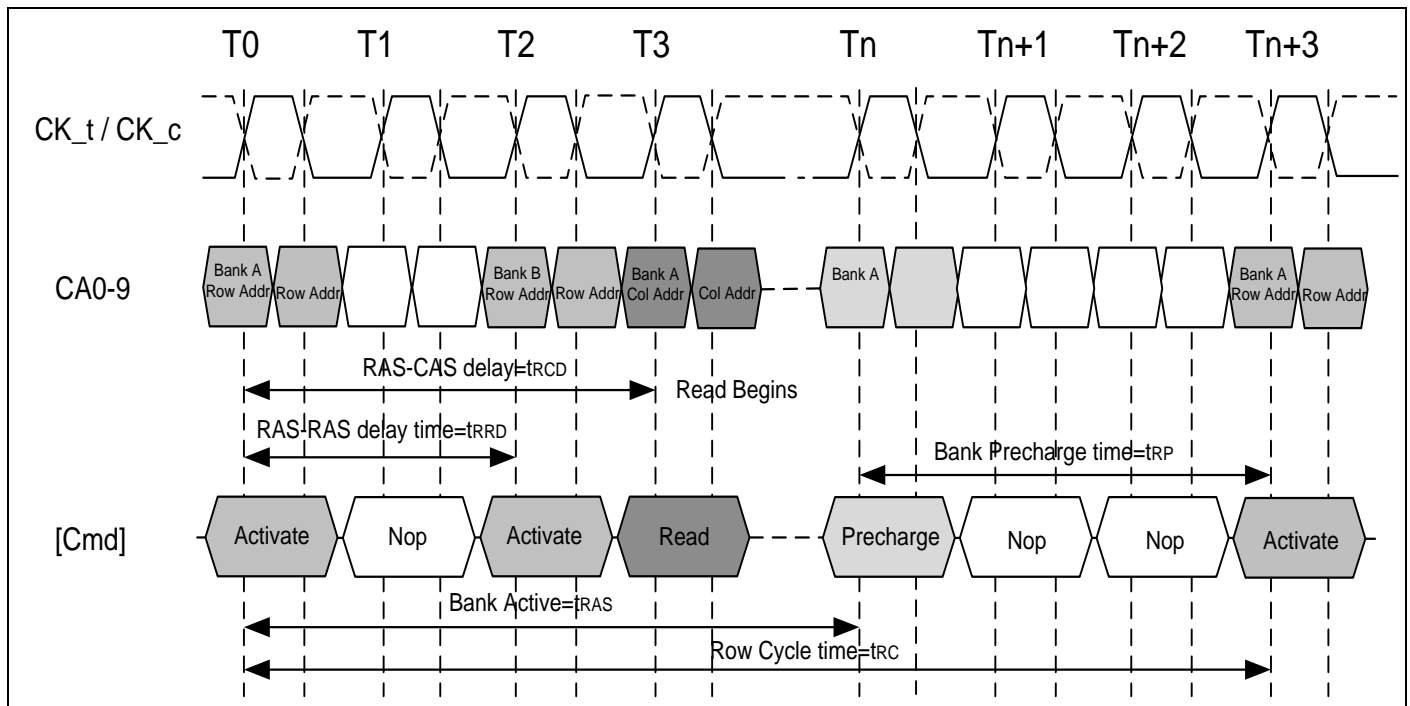 T0 T1 T2 T3 Tn Tn+1 Tn+2 Tn+3
CK_t / CK_c
CA0-9
Bank A
Row Addr
Row Addr
Bank B
Row Addr
Row Addr
Bank A
Col Addr
Col Addr
Bank A
Bank A
Row Addr
Row Addr
RAS-CAS delay=tRCD
Read Begins
RAS-RAS delay time=tRRD
Bank Precharge time=tRP
[Cmd]
Activate
Nop
Activate
Read
Precharge
Nop
Nop
Activate
Bank Active=tRAS
Row Cycle time=tRC